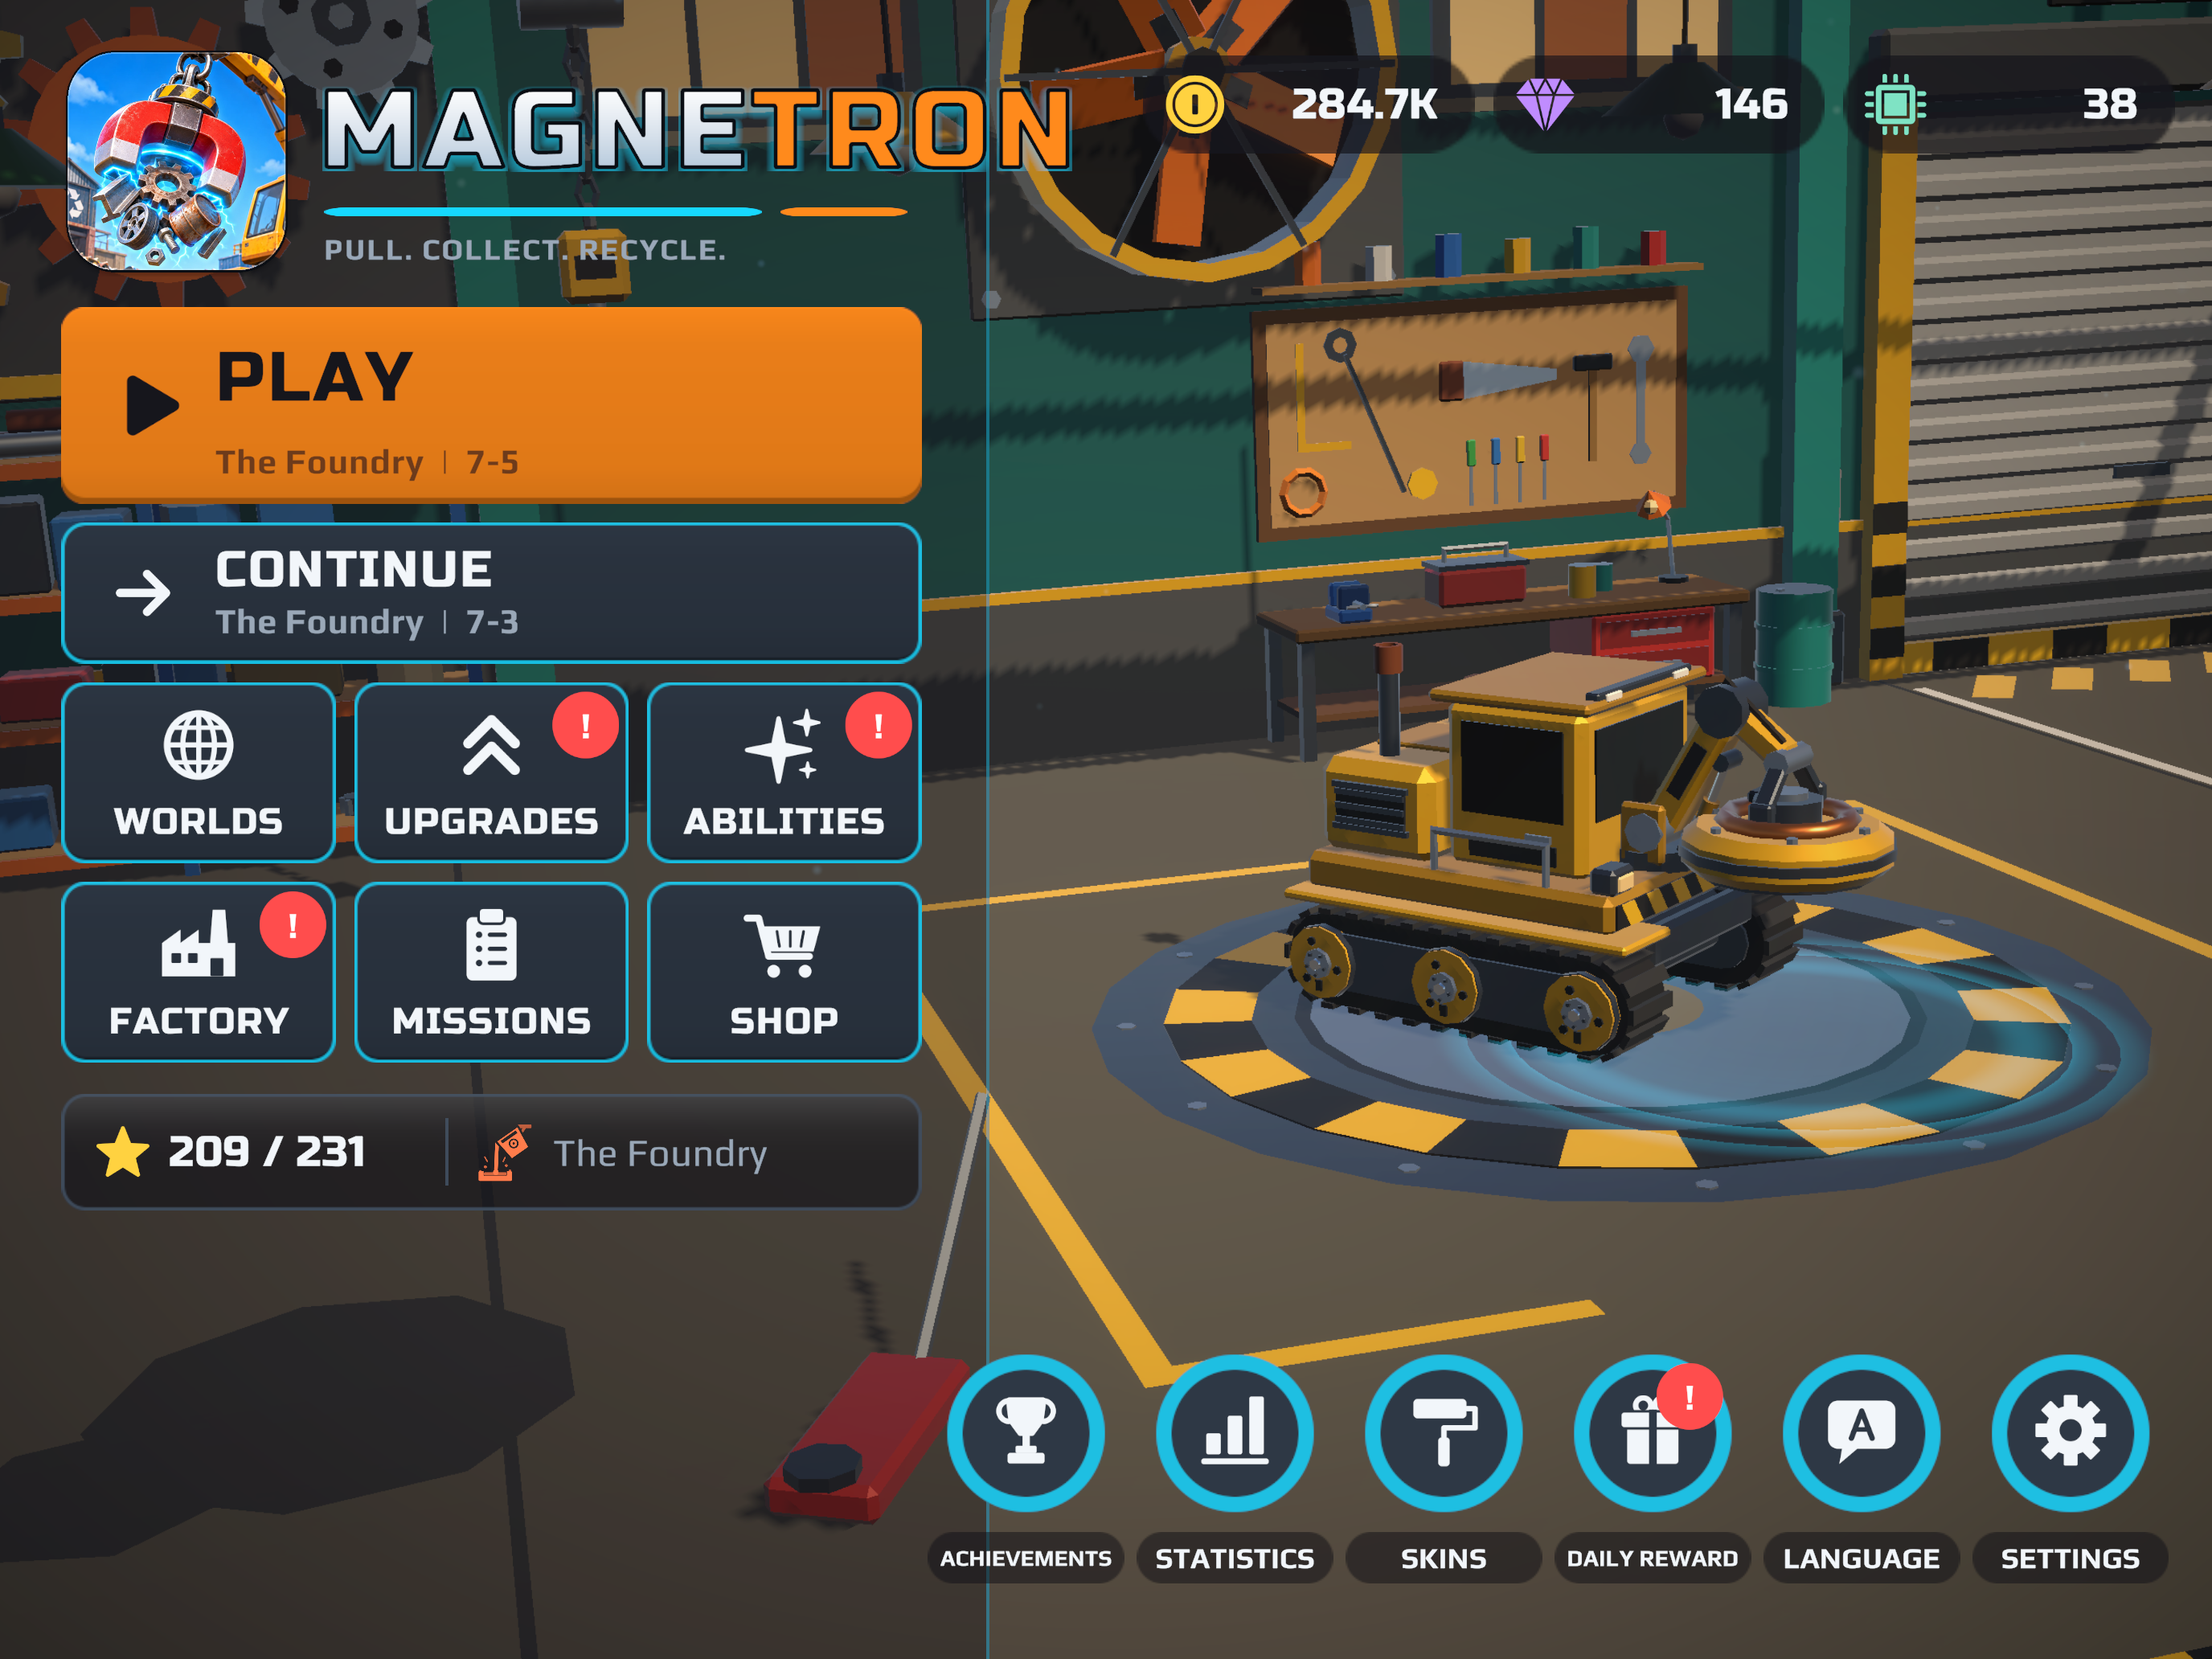 MAGNETRON
PULL. COLLECT. RECYCLE.
284.7K
146
38
PLAY
The Foundry | 7-5
CONTINUE
The Foundry | 7-3
WORLDS
UPGRADES
!
ABILITIES
!
FACTORY
!
MISSIONS
SHOP
209 / 231
The Foundry
ACHIEVEMENTS
STATISTICS
SKINS
!
DAILY REWARD
A
LANGUAGE
SETTINGS